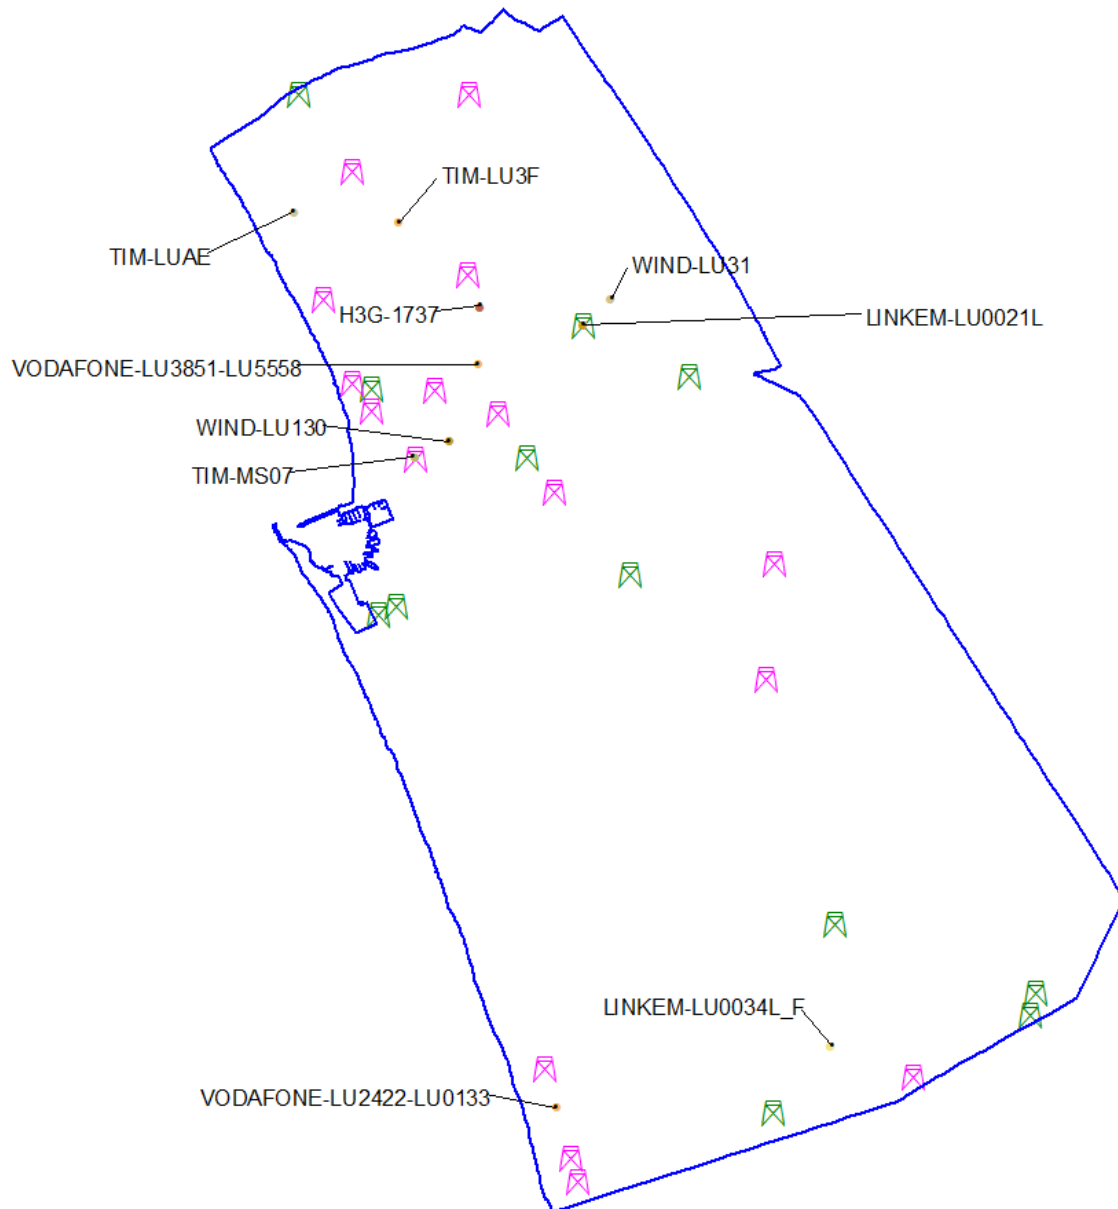 TIM-LU3F
TIM-LUAE
WIND-LU31
H3G-1737
LINKEM-LU0021L
VODAFONE-LU3851-LU5558
WIND-LU130
TIM-MS07
LINKEM-LU0034L_F
VODAFONE-LU2422-LU0133